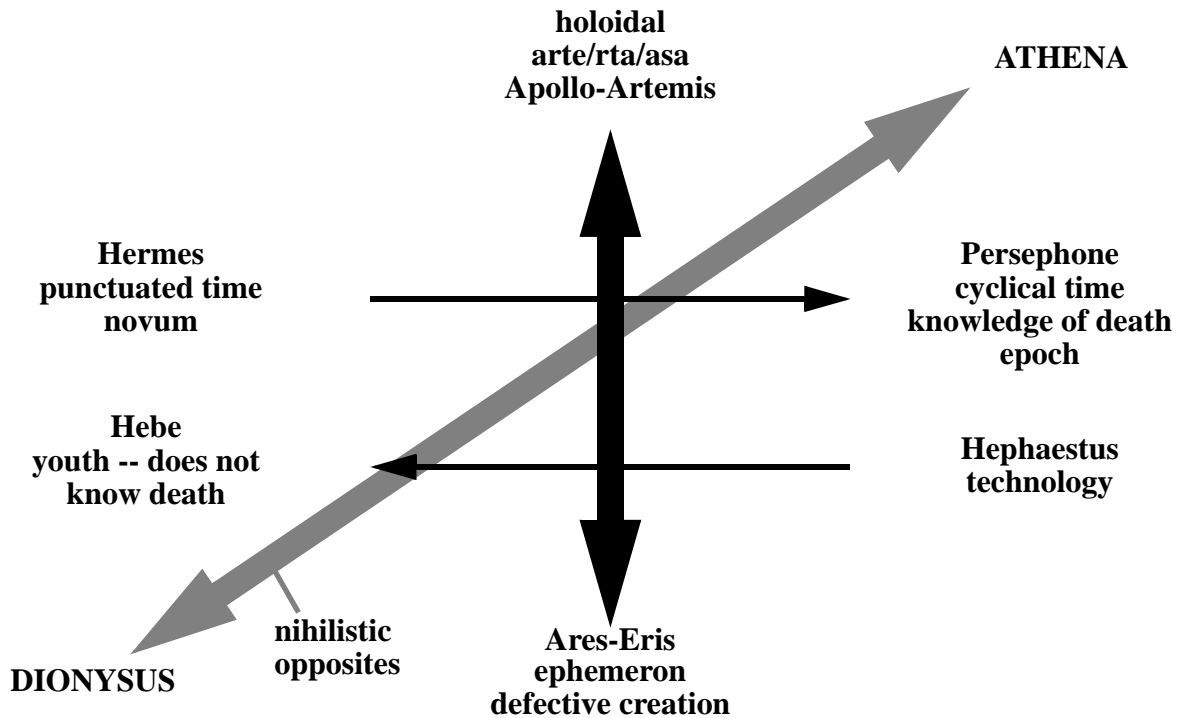 holoidal
arte/rta/asa
Apollo-Artemis
ATHENA
Hermes
punctuated time
novum
Persephone
cyclical time
knowledge of death
epoch
Hebe
youth -- does not
know death
Hephaestus
technology
nihilistic
opposites
Ares-Eris
ephemeron
defective creation
DIONYSUS